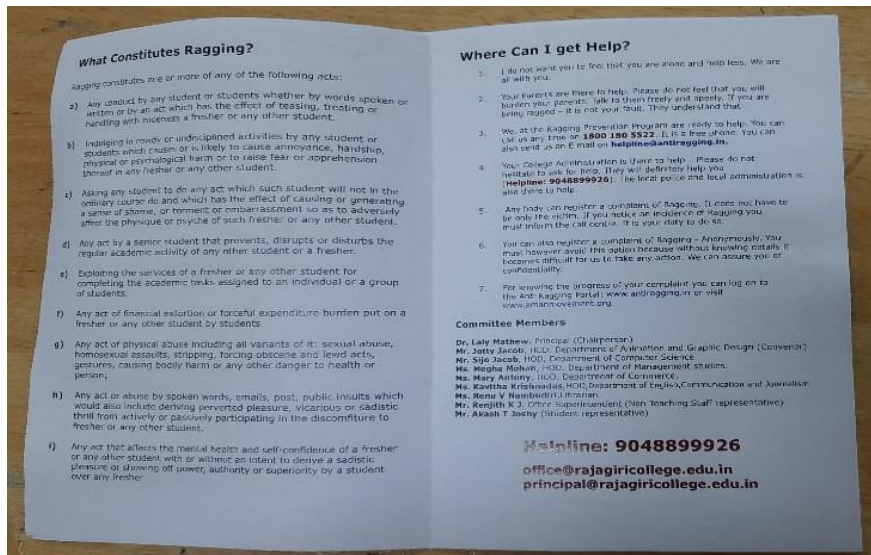 What Constitutes Ragging?
Ragging constitutes one or more of any of the following acts:
a) Any conduct by any student or students whether by words spoken or
written or by an act which has the effect of teasing, treating or
handling with rudeness a fresher or any other student.
b) Indulging in rowdy or undisciplined activities by any student or
students which causes or is likely to cause annoyance, hardship,
physical or psychological harm or to raise fear or apprehension
thereof in any fresher or any other student.
c) Asking any student to do any act which such student will not in the
ordinary course do and which has the effect of causing or generating
a sense of shame, or torment or embarrassment so as to adversely
affect the physique or psyche of such fresher or any other student.
d) Any act by a senior student that prevents, disrupts or disturbs the
regular academic activity of any other student or a fresher.
e) Exploiting the services of a fresher or any other student for
completing the academic tasks assigned to an individual or a group
of students.
f) Any act of financial extortion or forceful expenditure burden put on a
fresher or any other student by students
g) Any act of physical abuse including all variants of it: sexual abuse,
homosexual assaults, stripping, forcing obscene and lewd acts,
gestures, causing bodily harm or any other danger to health or
person;
h) Any act or abuse by spoken words, emails, post, public insults which
would also include deriving perverted pleasure, vicarious or sadistic
thrill from actively or passively participating in the discomfiture to
fresher or any other student.
i) Any act that affects the mental health and self-confidence of a fresher
or any other student with or without an intent to derive a sadistic
pleasure or showing off power, authority or superiority by a student
over any fresher
Where Can I get Help?
1. I do not want you to feel that you are alone and help less. We are
all with you.
2. Your Parents are there to help. Please do not feel that you will
burden your parents. Talk to them freely and openly. If you are
being ragged – it is not your fault. They understand that.
3. We, at the Ragging Prevention Program are ready to help. You can
call us any time on 1800 180 5522. It is a free phone. You can
also send us an E mail on helpline@antiragging.in.
4. Your College Administration is there to help. Please do not
hesitate to ask for help. They will definitely help you
(Helpline: 9048899926). The local police and local administration is
also there to help.
5. Any body can register a complaint of Ragging. It does not have to
be only the victim. If you notice an incidence of Ragging you
must inform the call centre. It is your duty to do so.
6. You can also register a complaint of Ragging - Anonymously. You
must however avoid this option because without knowing details it
becomes difficult for us to take any action. We can assure you of
confidentiality.
7. For knowing the progress of your complaint you can log on to
the Anti Ragging Portal: www.antiragging.in or visit
www.amanmovement.org.
Committee Members
Dr. Laly Mathew, Principal (Chairperson)
Mr. Jotty Jacob, HOD, Department of Animation and Graphic Design (Convenor)
Mr. Sijo Jacob, HOD, Department of Computer Science
Ms. Megha Mohan, HOD, Department of Management studies.
Ms. Mary Antony, HOD, Department of Commerce.
Ms. Kavitha Krishnadas, HOD,Department of English,Communication and Journalism
Ms. Renu V Nambudiri Librarian
Mr. Renjith K J, Office Superintendent (Non Teaching Staff representative)
Mr. Akash T Joshy (Student representative)
Helpline: 9048899926
office@rajagiricollege.edu.in
principal@rajagiricollege.edu.in